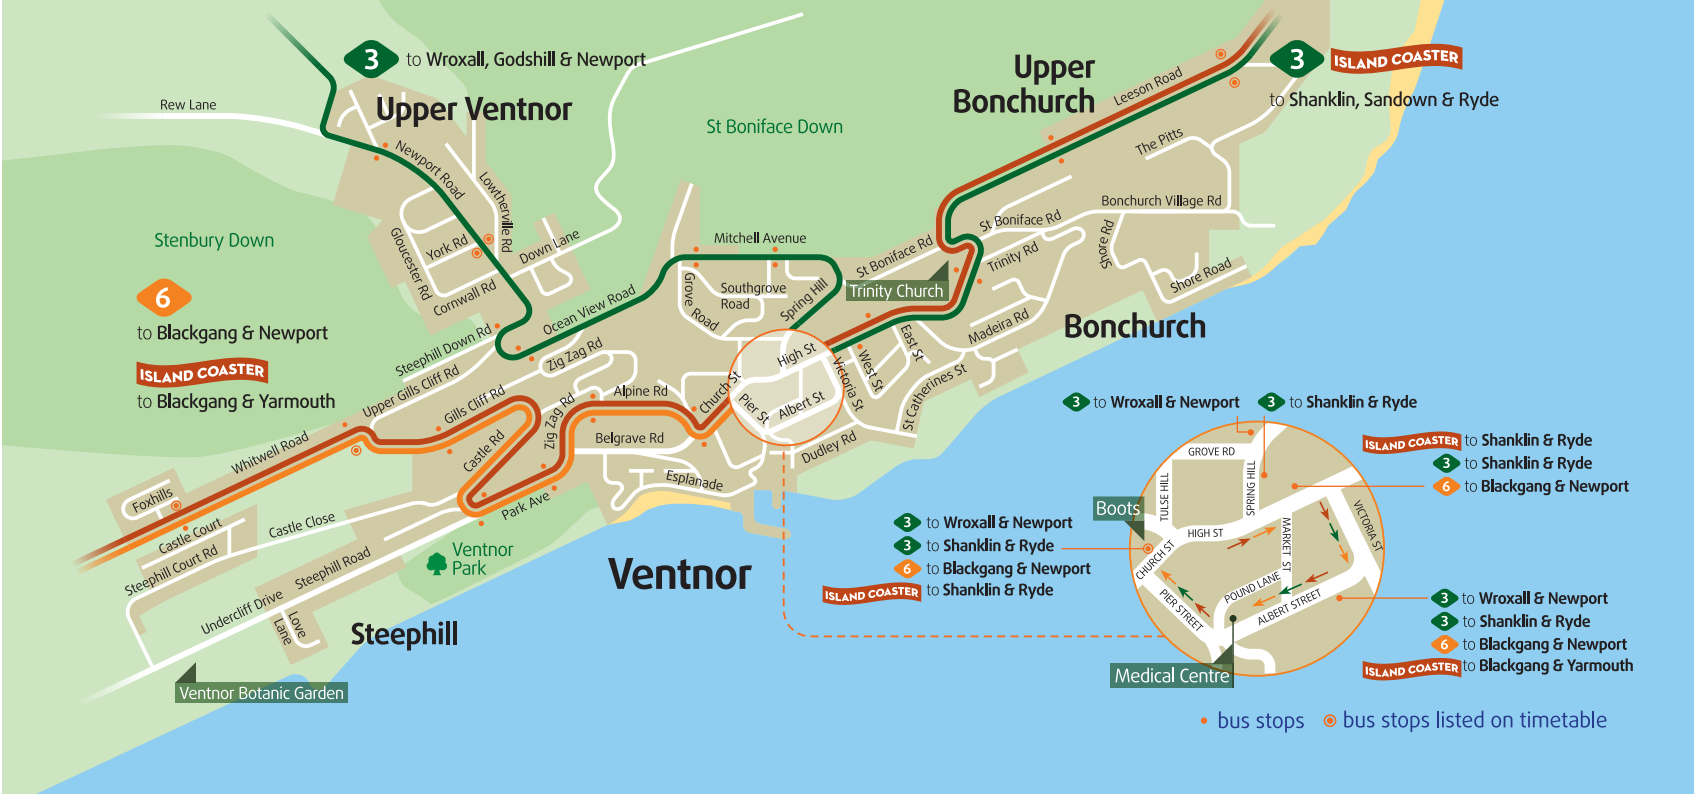 3 to Wroxall, Godshill & Newport
Upper Ventnor
Rew Lane
Newport Road
Lowtherville Rd
Gloucester Rd
York Rd
Cornwall Rd
Down Lane
Stenbury Down
St Boniface Down
6
to Blackgang & Newport
ISLAND COASTER
to Blackgang & Yarmouth
Upper
Bonchurch
Leeson Road
3 ISLAND COASTER
to Shanklin, Sandown & Ryde
The Pitts
Bonchurch Village Rd
St Boniface Rd
St Boniface Rd
Trinity Rd
Shore Rd
Shore Road
Trinity Church
Madeira Rd
Bonchurch
Mitchell Avenue
Grove
Road
Southgrove
Road
Spring Hill
Ocean View Road
Steephill Down Rd
Upper Gills Cliff Rd
Gills Cliff Rd
Zig Zag Rd
Zig Zag Rd
Castle Rd
Alpine Rd
Belgrave Rd
Church St
High St
Pier St
Albert St
Victoria St
West St
East St
St Catherines St
Dudley Rd
Esplanade
Whitwell Road
Foxhills
Castle Court
Steephill Court Rd
Castle Close
Park Ave
Ventnor
Park
Steephill Road
Undercliff Drive
Love
Lane
Steephill
Ventnor Botanic Garden
Ventnor
3 to Wroxall & Newport
3 to Shanklin & Ryde
ISLAND COASTER to Shanklin & Ryde
3 to Shanklin & Ryde
6 to Blackgang & Newport
3 to Wroxall & Newport
3 to Shanklin & Ryde
6 to Blackgang & Newport
ISLAND COASTER to Shanklin & Ryde
Boots
GROVE RD
TULSE HILL
SPRING HILL
HIGH ST
CHURCH ST
MARKET ST
VICTORIA ST
POUND LANE
ALBERT STREET
PIER STREET
Medical Centre
3 to Wroxall & Newport
3 to Shanklin & Ryde
6 to Blackgang & Newport
ISLAND COASTER to Blackgang & Yarmouth
bus stops
bus stops listed on timetable